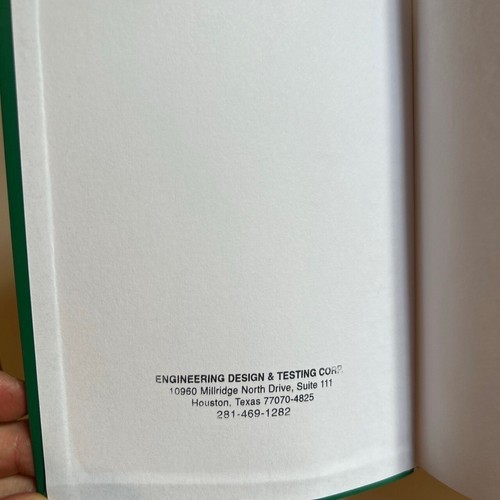 ENGINEERING DESIGN & TESTING CORP.
10960 Millridge North Drive, Suite 111
Houston, Texas 77070-4825
281-469-1282